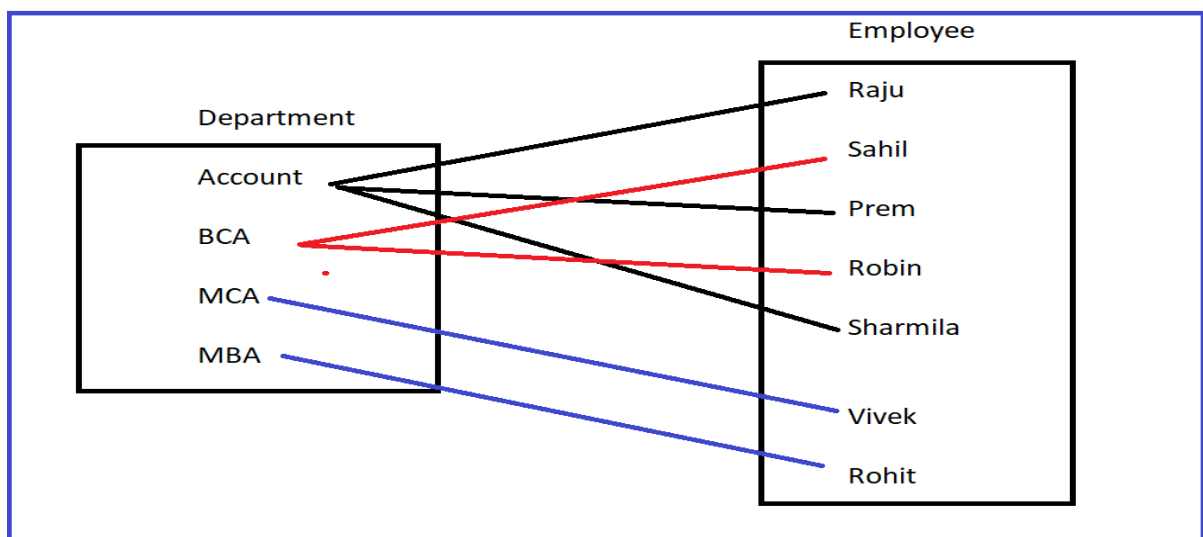 Department
Account
BCA
MCA
MBA
Employee
Raju
Sahil
Prem
Robin
Sharmila
Vivek
Rohit